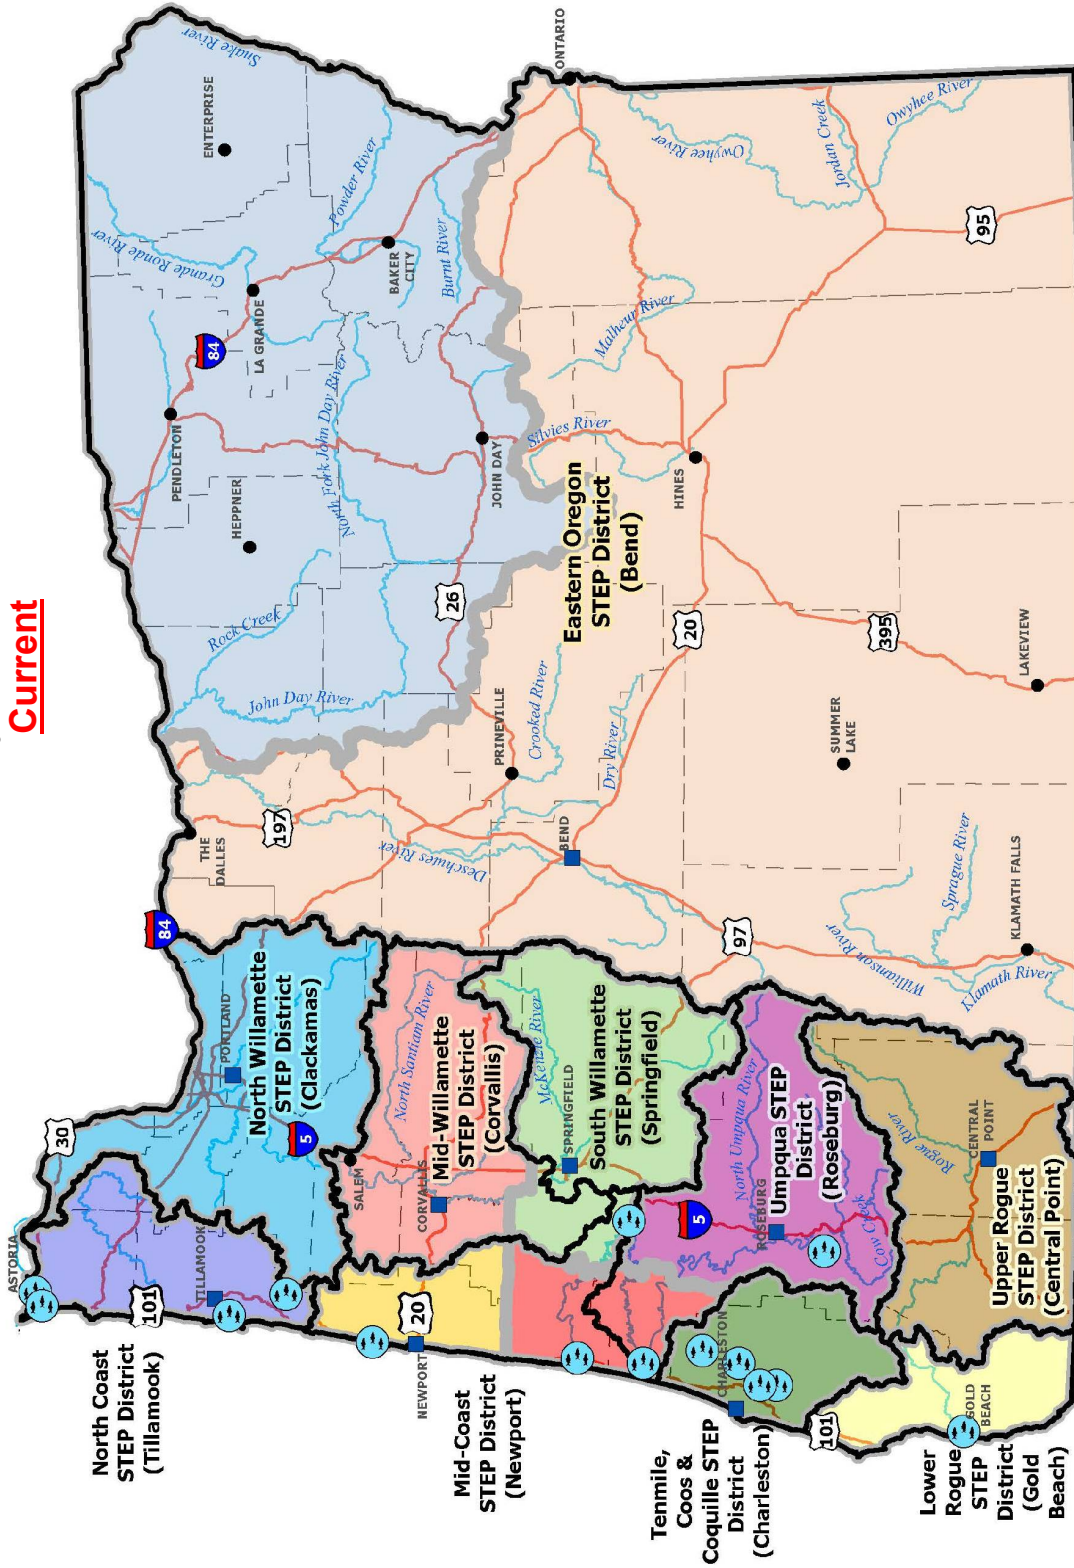 Current
ASTORIA
30
84
PORTLAND
North Willamette
STEP District
(Clackamas)
5
101
TILLAMOOK
North Coast
STEP District
(Tillamook)
THE
DALLES
197
Deschutes River
John Day River
Rock Creek
HEPPNER
PENDLETON
84
LA GRANDE
Grande Ronde River
ENTERPRISE
Snake River
Powder River
BAKER
CITY
Burnt River
North Fork John Day River
JOHN DAY
26
SALEM
North Santiam River
CORVALLIS
Mid-Willamette
STEP District
(Corvallis)
20
NEWPORT
Mid-Coast
STEP District
(Newport)
PRINEVILLE
Crooked River
Dry River
BEND
Eastern Oregon
STEP District
(Bend)
Silvies River
Malheur River
ONTARIO
Owyhee River
Jordan Creek
Owyhee River
HINES
20
95
395
McKenzie River
SPRINGFIELD
South Willamette
STEP District
(Springfield)
97
5
North Umpqua River
ROSEBURG
Umpqua STEP
District
(Roseburg)
Cow Creek
CHARLESTON
Tenmile,
Coos &
Coquille STEP
District
(Charleston)
101
SUMMER
LAKE
LAKEVIEW
Sprague River
Williamson River
KLAMATH FALLS
Klamath River
Rogue River
CENTRAL
POINT
Upper Rogue
STEP District
(Central Point)
GOLD
BEACH
Lower
Rogue
STEP
District
(Gold
Beach)